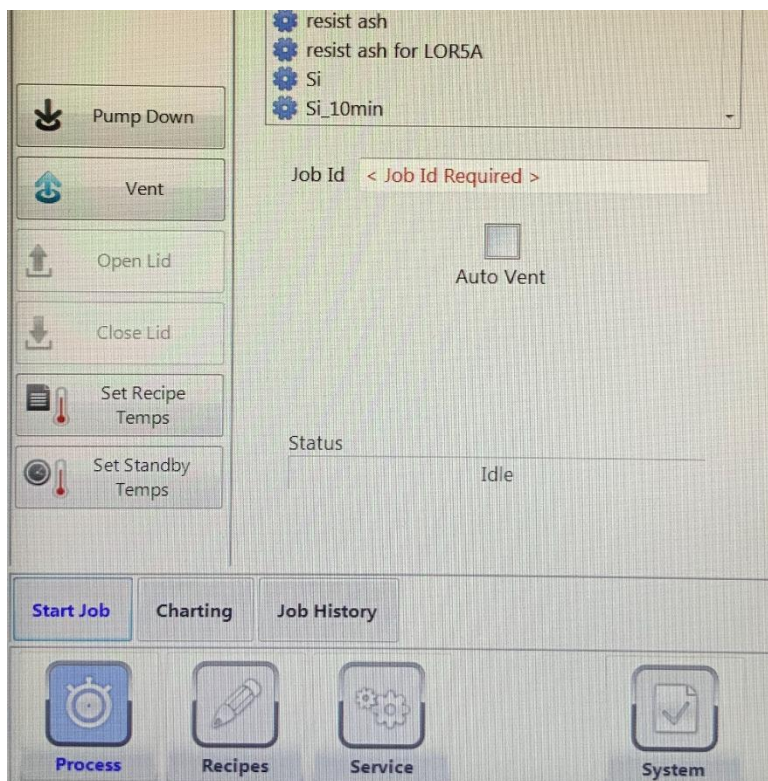 resist ash
resist ash for LOR5A
Si
Si_10min
Pump Down
Vent
Open Lid
Close Lid
Set Recipe
Temps
Set Standby
Temps
Job Id < Job Id Required >
Auto Vent
Status
Idle
Start Job Charting Job History
Process Recipes Service System